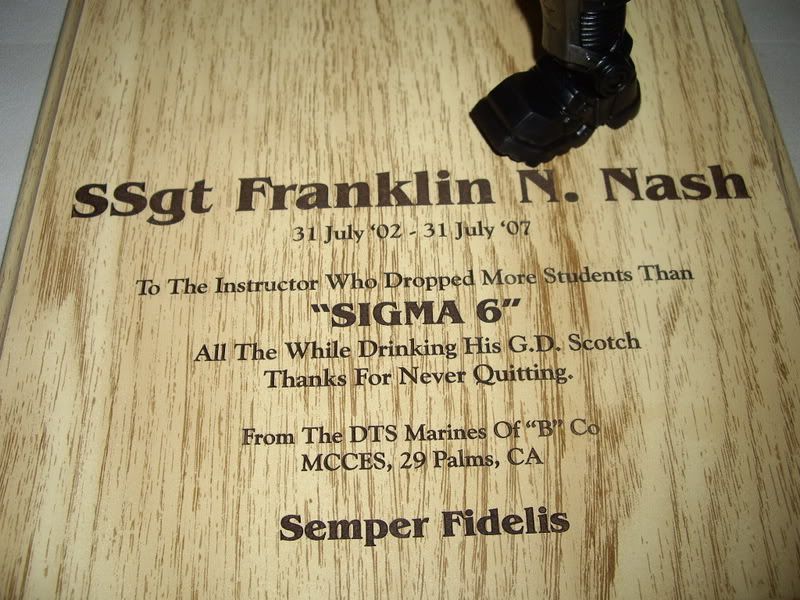 SSgt Franklin N. Nash
31 July ‘02 - 31 July ‘07
To The Instructor Who Dropped More Students Than
“SIGMA 6”
All The While Drinking His G.D. Scotch
Thanks For Never Quitting.
From The DTS Marines Of “B” Co
MCCES, 29 Palms, CA
Semper Fidelis